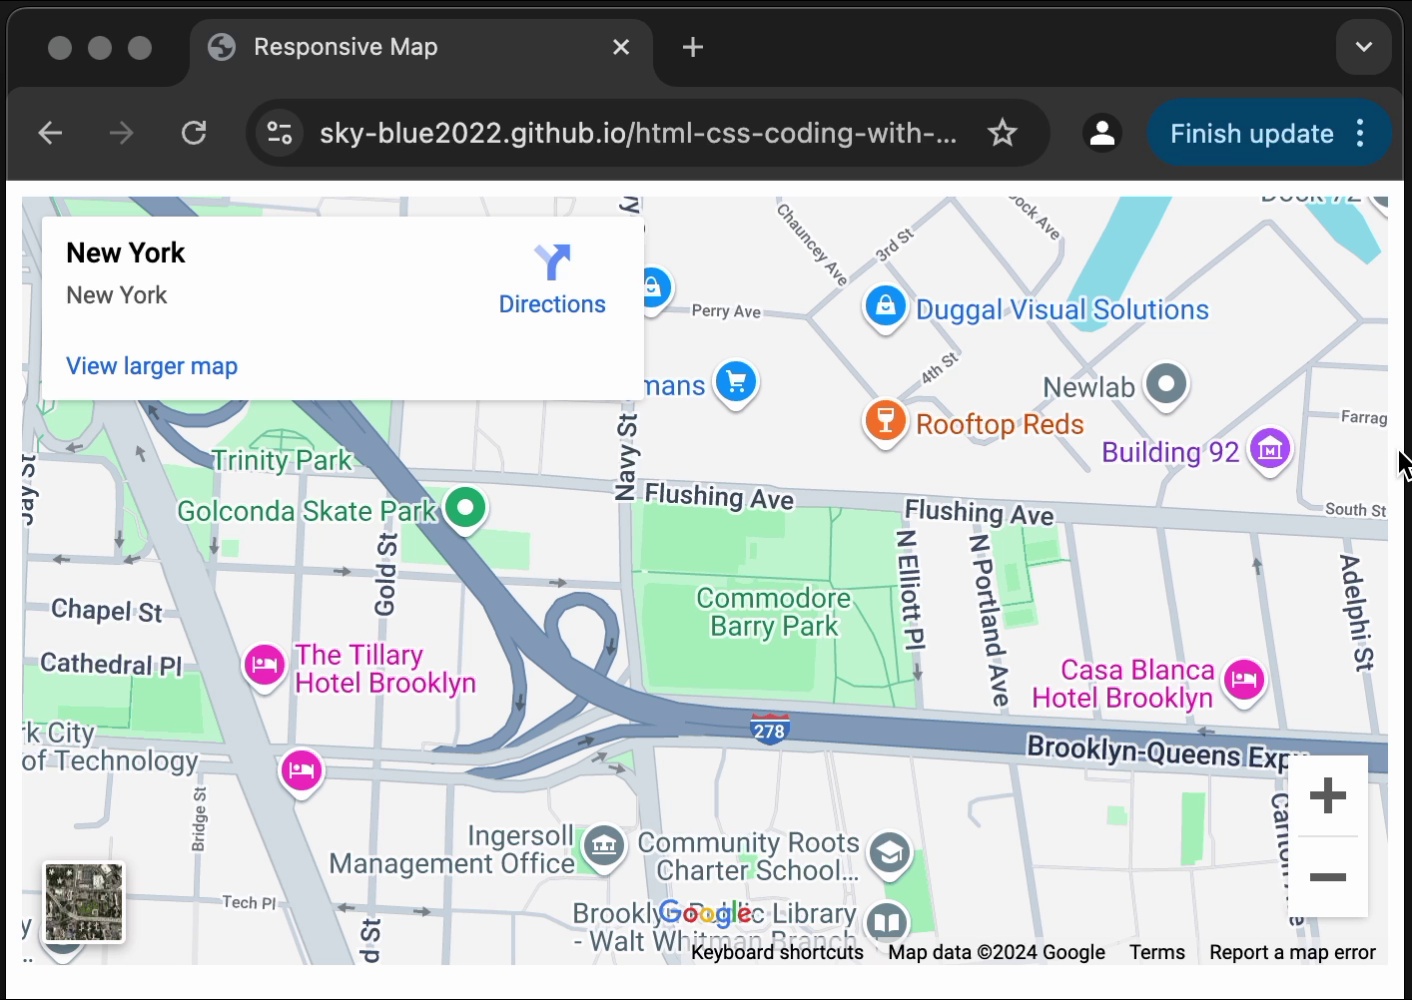 Responsive Map
sky-blue2022.github.io/html-css-coding-with-...
Finish update
New York
New York
Directions
View larger map
Chauncey Ave
3rd St
Dock 72
Perry Ave
Duggal Visual Solutions
4th St
Newlab
mans
Rooftop Reds
Farrag
Building 92
Trinity Park
Navy St
Jay St
Flushing Ave
Golconda Skate Park
Flushing Ave
South St
Gold St
N Elliott Pl
N Portland Ave
Adelphi St
Chapel St
Commodore
Barry Park
Cathedral Pl
The Tillary
Hotel Brooklyn
Casa Blanca
Hotel Brooklyn
278
rk City
of Technology
Brooklyn-Queens Exp
Bridge St
Ingersoll
Management Office
Community Roots
Charter School...
Tech Pl
Google
Brooklyn Public Library
- Walt Whitman Branch
d St
Keyboard shortcuts
Map data ©2024 Google
Terms
Report a map error